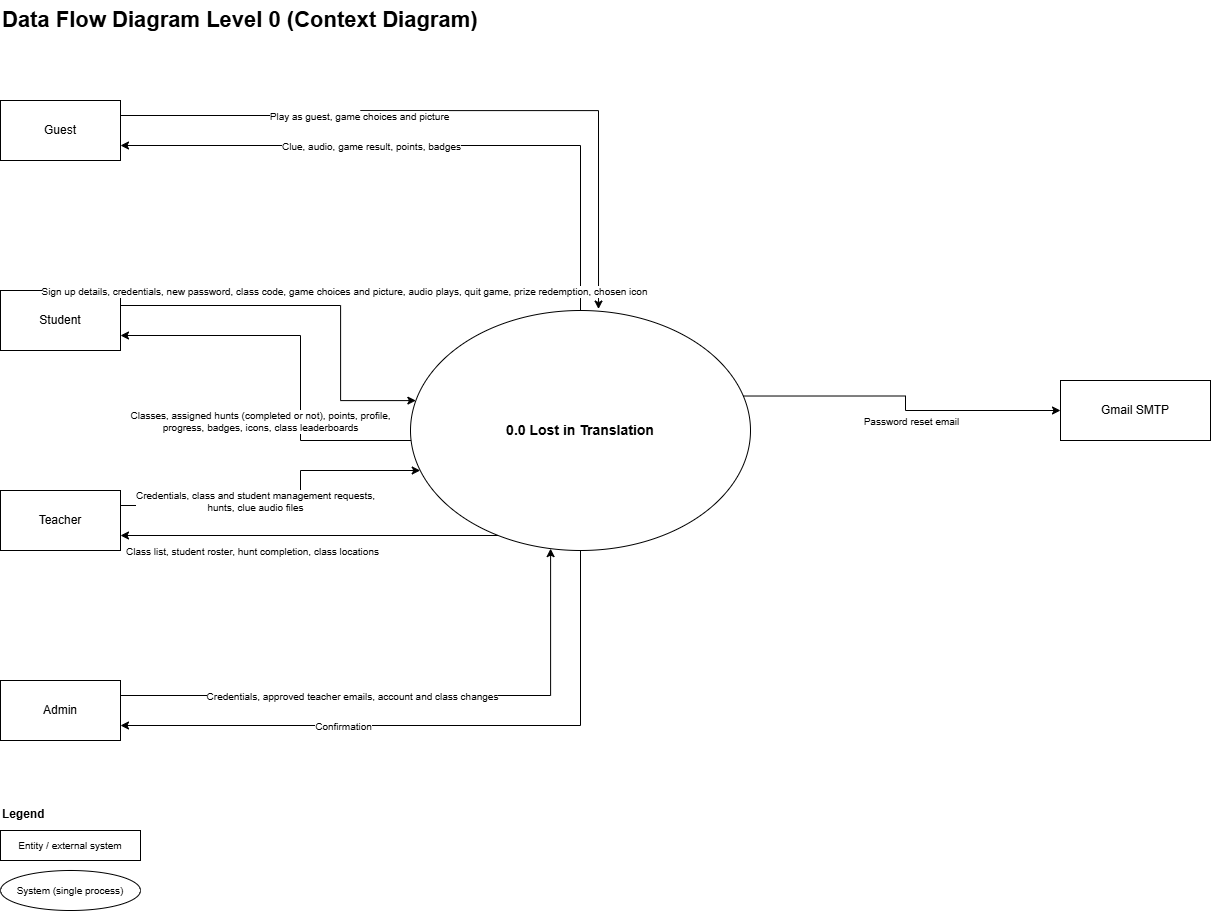 Data Flow Diagram Level 0 (Context Diagram)
Guest
Play as guest, game choices and picture
Clue, audio, game result, points, badges
Sign up details, credentials, new password, class code, game choices and picture, audio plays, quit game, prize redemption, chosen icon
Student
Classes, assigned hunts (completed or not), points, profile,
progress, badges, icons, class leaderboards
0.0 Lost in Translation
Gmail SMTP
Password reset email
Credentials, class and student management requests,
hunts, clue audio files
Teacher
Class list, student roster, hunt completion, class locations
Admin
Credentials, approved teacher emails, account and class changes
Confirmation
Legend
Entity / external system
System (single process)